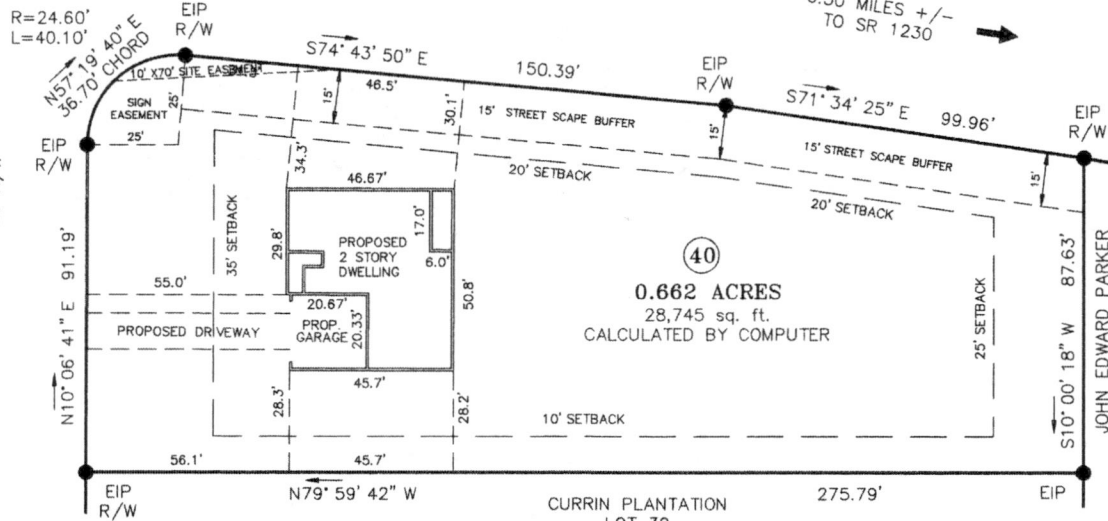 R=24.60'
L=40.10'
N57° 19' 40" E
36.70' CHORD
EIP
R/W
S74° 43' 50" E
150.39'
MILES +/-
TO SR 1230
EIP
R/W
S71° 34' 25" E
99.96'
EIP
R/W
10' X70' SITE EASEMENT
SIGN
EASEMENT
25'
25'
46.5'
15'
30.1'
15' STREET SCAPE BUFFER
15'
15' STREET SCAPE BUFFER
15'
EIP
R/W
34.3'
20' SETBACK
20' SETBACK
46.67'
17.0'
6.0'
29.8'
PROPOSED
2 STORY
DWELLING
35' SETBACK
N10° 06' 41" E 91.19'
55.0'
PROPOSED DRIVEWAY
20.67'
PROP.
GARAGE
20.33'
50.8'
40
0.662 ACRES
28,745 sq. ft.
CALCULATED BY COMPUTER
25' SETBACK
S10° 00' 18" W 87.63'
JOHN EDWARD PARKER
45.7'
28.3'
28.2'
10' SETBACK
56.1'
45.7'
EIP
R/W
N79° 59' 42" W
CURRIN PLANTATION
275.79'
EIP